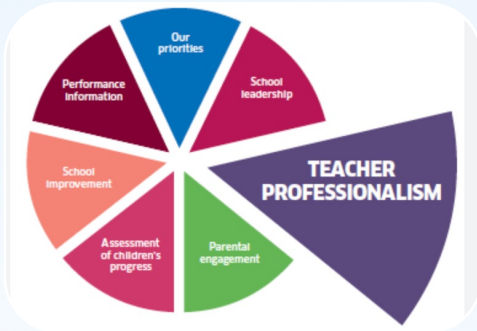 Our
priorities
School
leadership
TEACHER
PROFESSIONALISM
Parental
engagement
Assessment
of children's
progress
School
improvement
Performance
information